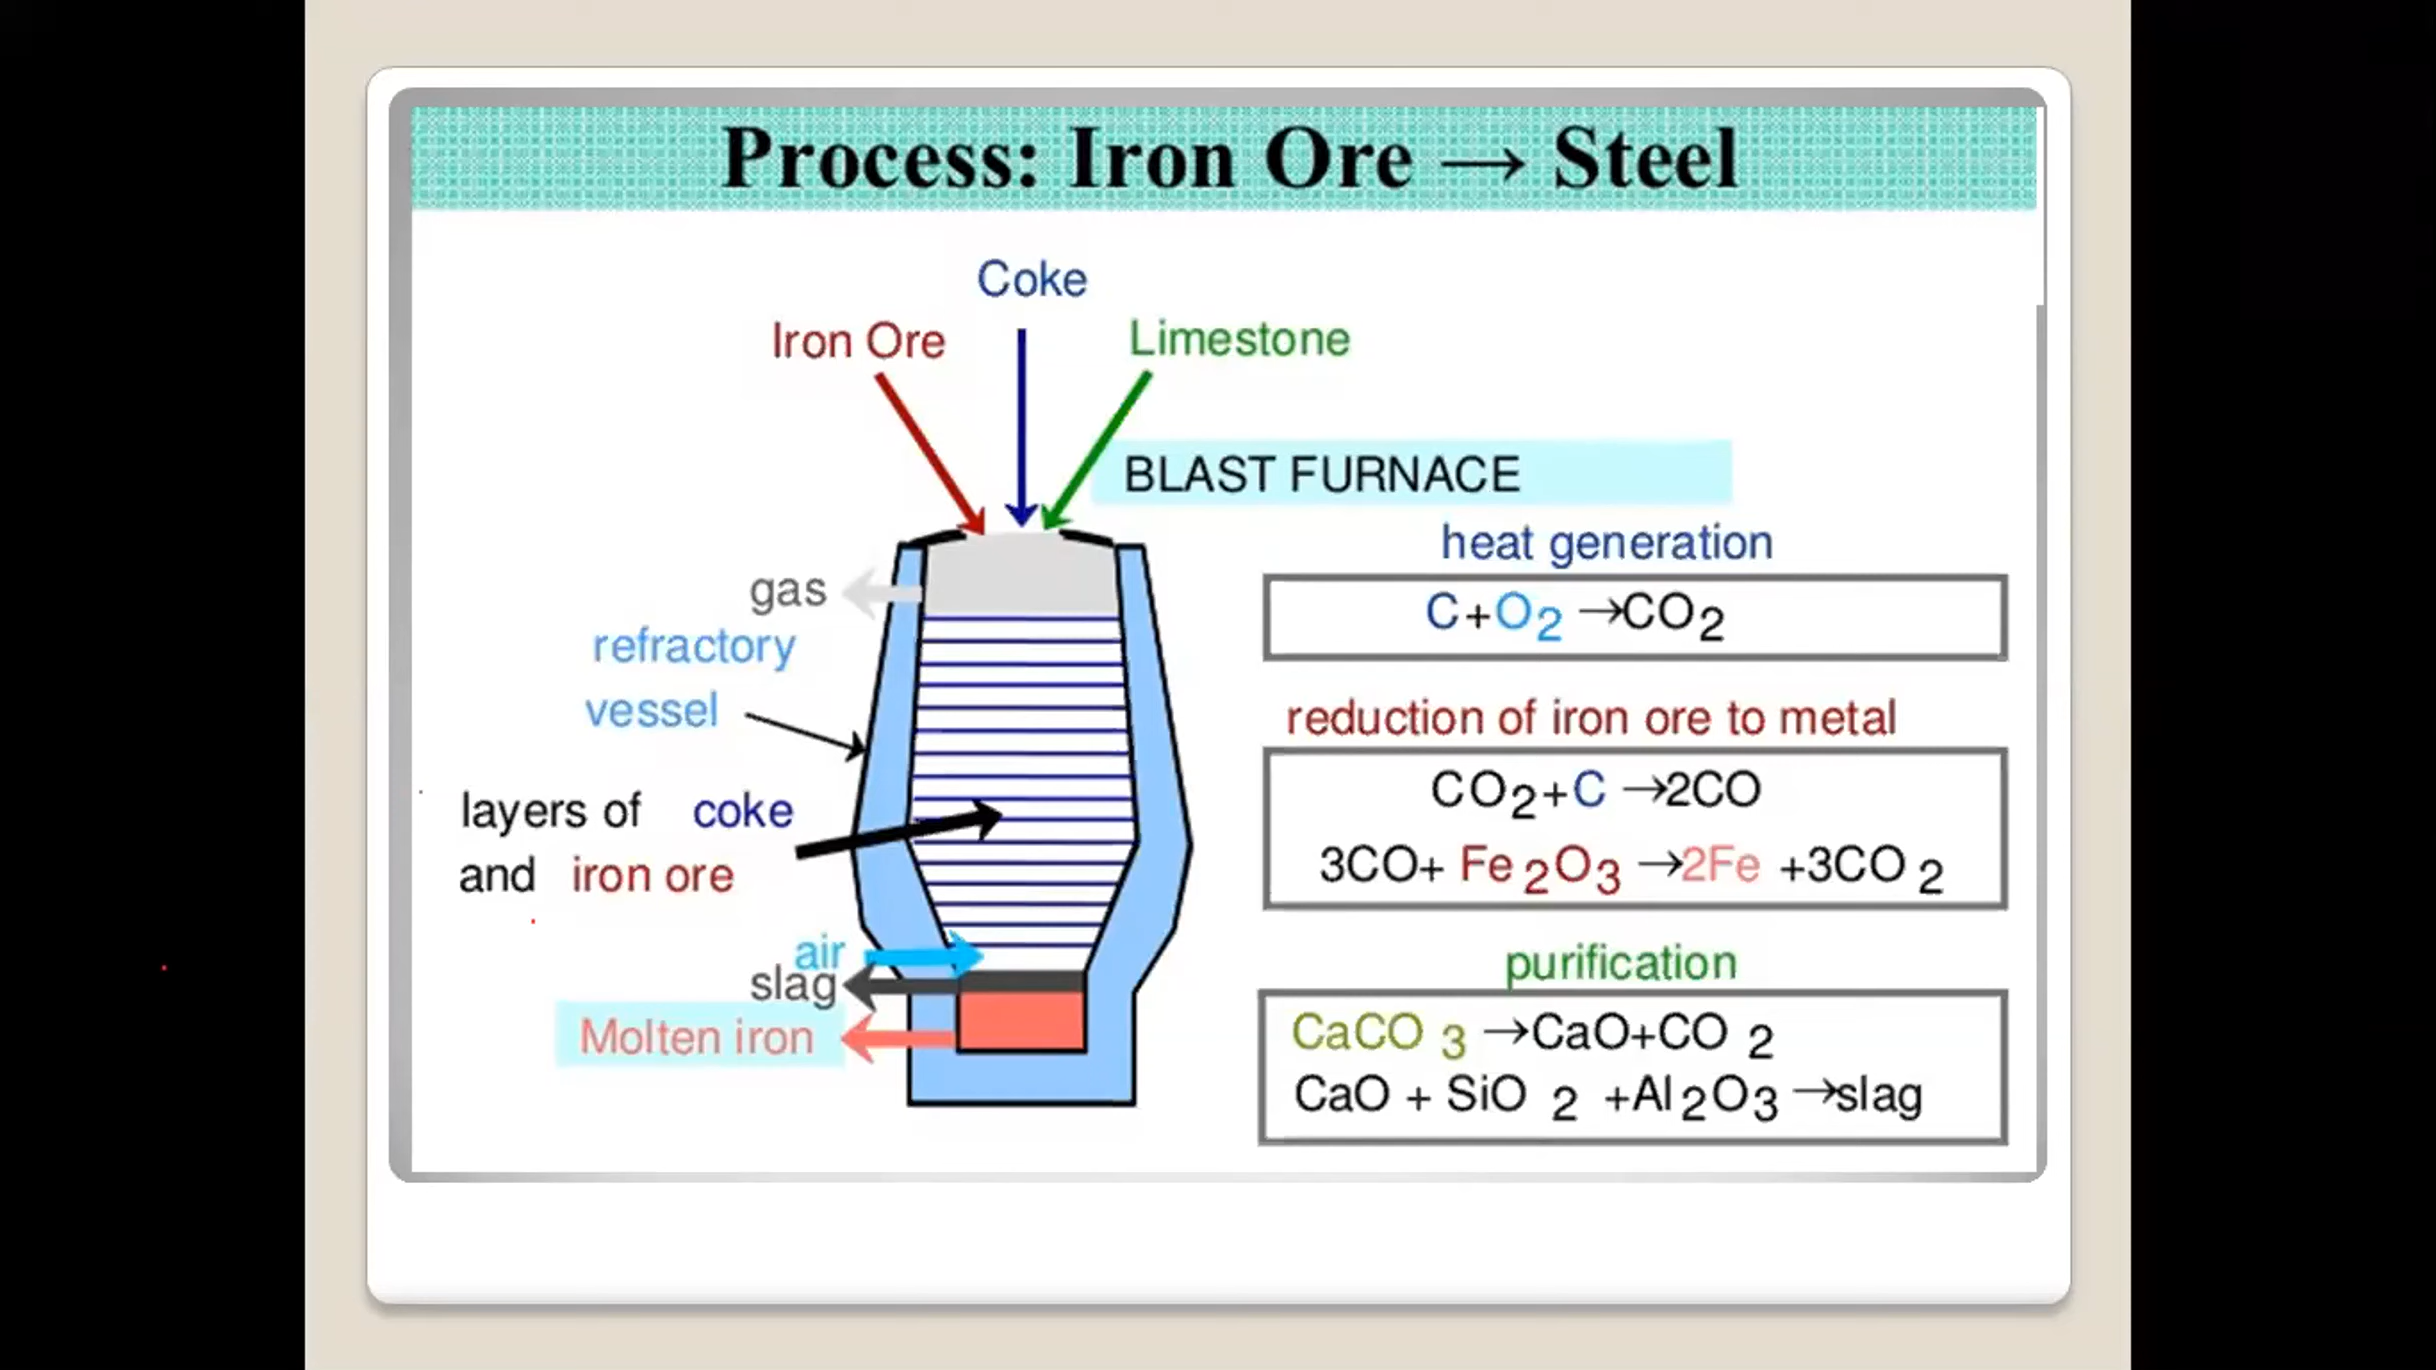 Process: Iron Ore → Steel
Coke
Iron Ore
Limestone
BLAST FURNACE
heat generation
C+O2 →CO2
gas
refractory
vessel
reduction of iron ore to metal
CO2+C →2CO
3CO+ Fe2O3 →2Fe +3CO2
layers of coke
and iron ore
air
slag
Molten iron
purification
CaCO3 →CaO+CO2
CaO + SiO2 +Al2O3 →slag